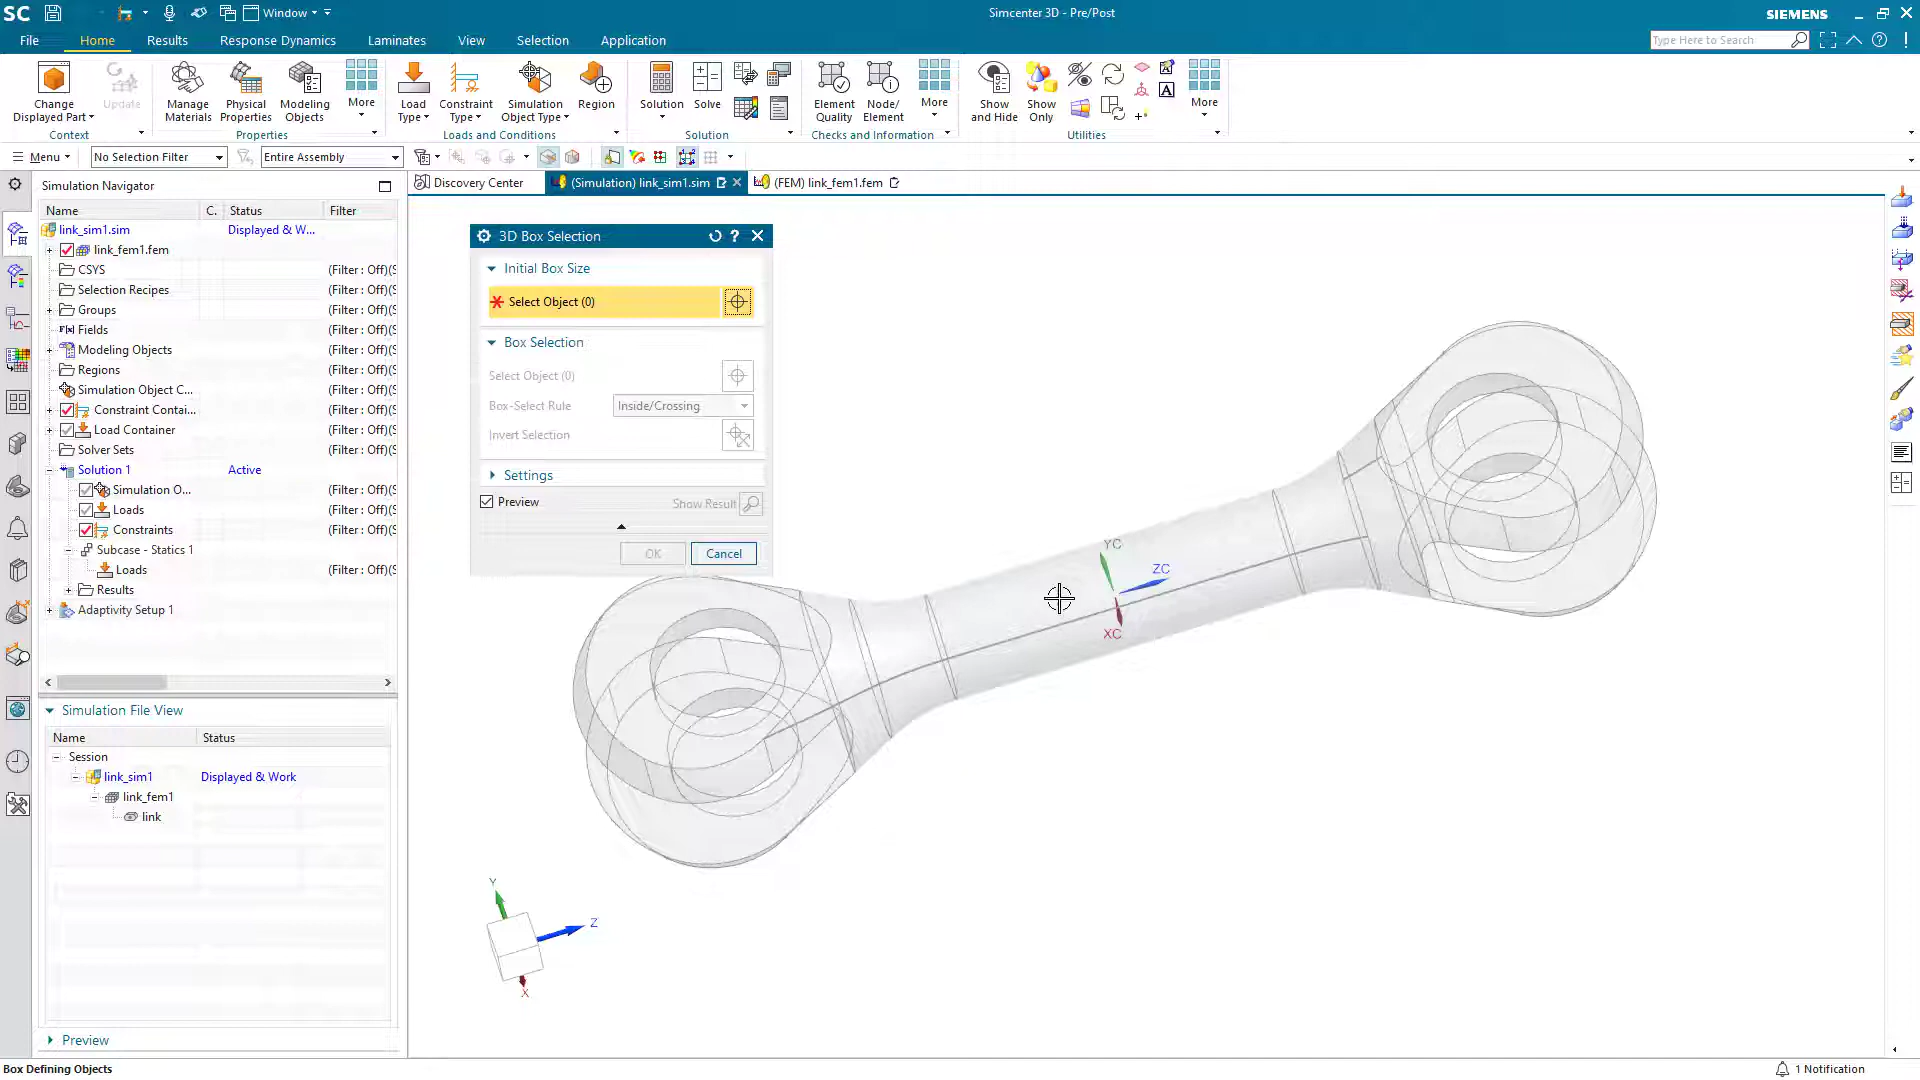 SC Window Simcenter 3D - Pre/Post SIEMENS
File Home Results Response Dynamics Laminates View Selection Application Type Here to Search
Change Displayed Part Update Manage Materials Physical Properties Modeling Objects More Load Type Constraint Type Simulation Object Type Region Solution Solve Element Quality Node/Element More Show and Hide Show Only More
Context Properties Loads and Conditions Solution Checks and Information Utilities
Menu No Selection Filter Entire Assembly
Simulation Navigator
Discovery Center (Simulation) link_sim1.sim (FEM) link_fem1.fem
Name C. Status Filter
link_sim1.sim Displayed & W...
link_fem1.fem
CSYS (Filter : Off)(S
Selection Recipes (Filter : Off)(S
Groups (Filter : Off)(S
Fields (Filter : Off)(S
Modeling Objects (Filter : Off)(S
Regions (Filter : Off)(S
Simulation Object C... (Filter : Off)(S
Constraint Contai... (Filter : Off)(S
Load Container (Filter : Off)(S
Solver Sets (Filter : Off)(S
Solution 1 Active
Simulation O... (Filter : Off)(S
Loads (Filter : Off)(S
Constraints (Filter : Off)(S
Subcase - Statics 1
Loads (Filter : Off)(S
Results
Adaptivity Setup 1
Simulation File View
Name Status
Session
link_sim1 Displayed & Work
link_fem1
link
Preview
3D Box Selection
Initial Box Size
Select Object (0)
Box Selection
Select Object (0)
Box-Select Rule Inside/Crossing
Invert Selection
Settings
Preview Show Result
OK Cancel
YC
ZC
XC
Y
Z
X
Box Defining Objects 1 Notification